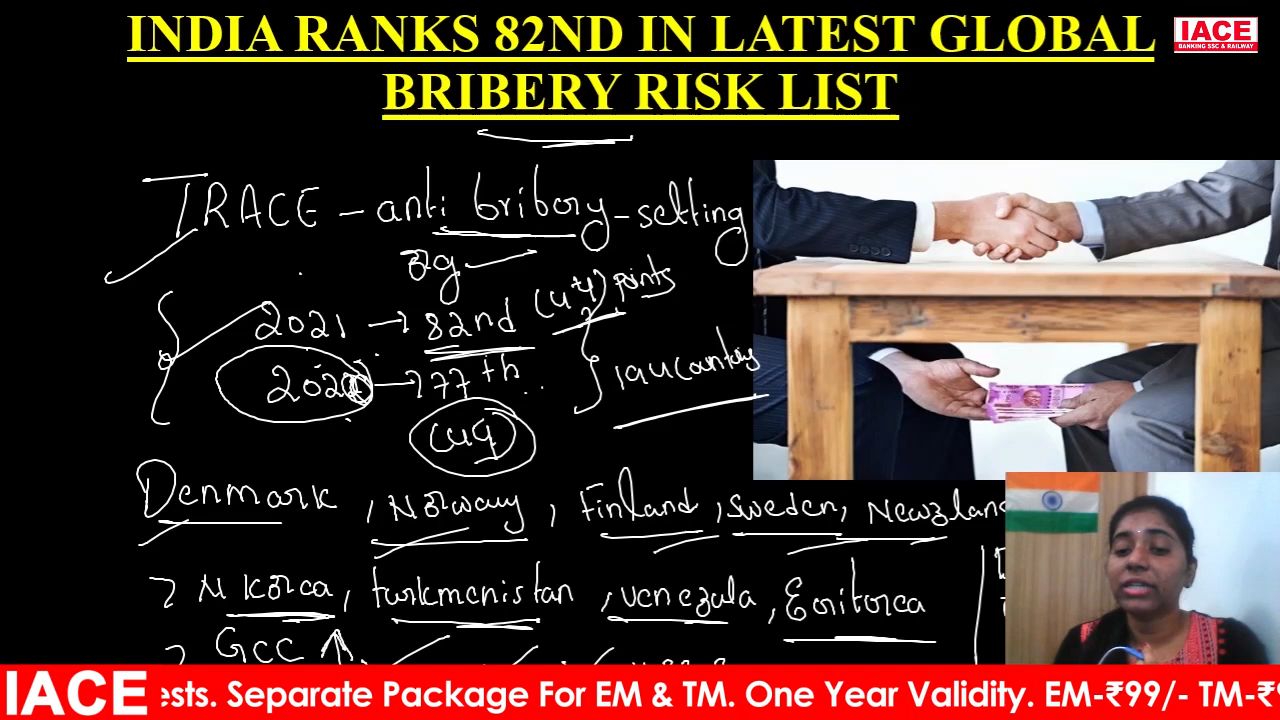 INDIA RANKS 82ND IN LATEST GLOBAL
BRIBERY RISK LIST
IACE
BANKING SSC & RAILWAY
TRACE - anti bribery - setting
org
2021 → 82nd (44) points
2020 → 77th
194 countries
Denmark, Norway, Finland, Sweden, Newzland
N Korea, turkmenistan, venezula, Eritorea
GCC ↑
IACE
ests. Separate Package For EM & TM. One Year Validity. EM-₹99/- TM-₹9